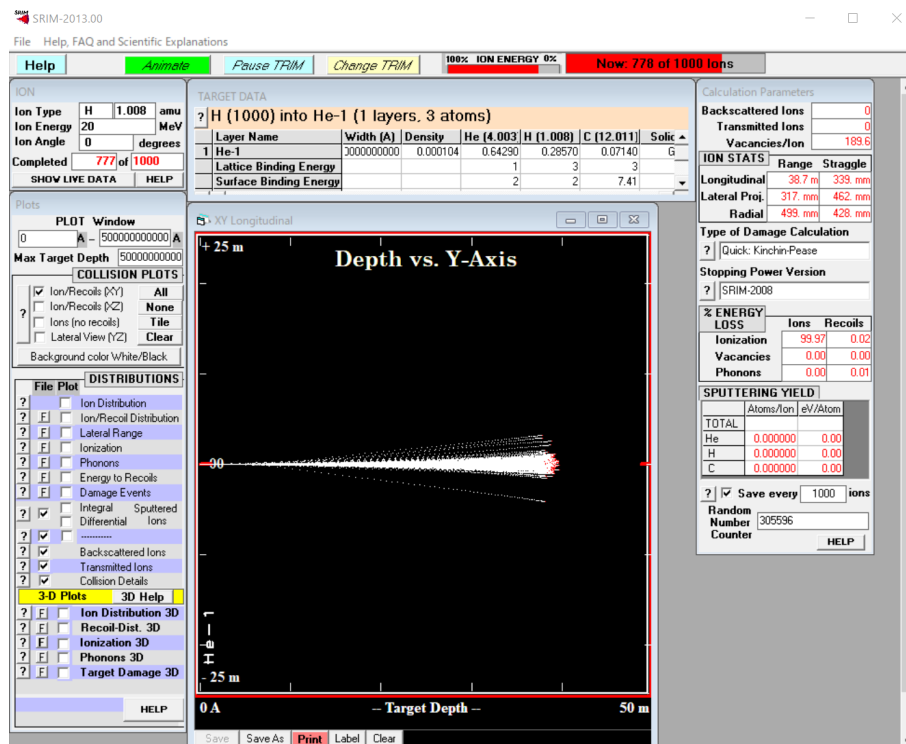 SRIM-2013.00
File Help, FAQ and Scientific Explanations
Help Animate Pause TRIM Change TRIM 100% ION ENERGY 0% Now: 778 of 1000 Ions
ION
Ion Type H 1.008 amu
Ion Energy 20 MeV
Ion Angle 0 degrees
Completed 777 of 1000
SHOW LIVE DATA HELP
TARGET DATA
? H (1000) into He-1 (1 layers, 3 atoms)
Layer Name Width (A) Density He (4.003) H (1.008) C (12.011) Solid
1 He-1 0000000000 0.000104 0.64290 0.28570 0.07140 G
Lattice Binding Energy 1 3 3
Surface Binding Energy 2 2 7.41
Calculation Parameters
Backscattered Ions 0
Transmitted Ions 0
Vacancies/Ion 189.6
ION STATS Range Straggle
Longitudinal 38.7 m 339. mm
Lateral Proj. 317. mm 462. mm
Radial 499. mm 428. mm
Type of Damage Calculation
? Quick: Kinchin-Pease
Stopping Power Version
? SRIM-2008
% ENERGY LOSS Ions Recoils
Ionization 99.97 0.02
Vacancies 0.00 0.00
Phonons 0.00 0.01
SPUTTERING YIELD
Atoms/Ion eV/Atom
TOTAL
He 0.000000 0.00
H 0.000000 0.00
C 0.000000 0.00
? Save every 1000 ions
Random Number Counter 305596
HELP
Plots
PLOT Window
0 A - 500000000000 A
Max Target Depth 50000000000
COLLISION PLOTS
Ion/Recoils (XY) All
Ion/Recoils (XZ) None
? Ions (no recoils) Tile
Lateral View (YZ) Clear
Background color White/Black
DISTRIBUTIONS
File Plot
? Ion Distribution
? F Ion/Recoil Distribution
? F Lateral Range
? F Ionization
? F Phonons
? F Energy to Recoils
? F Damage Events
? Integral Sputtered
Differential Ions
? -----------
? Backscattered Ions
? Transmitted Ions
? Collision Details
3-D Plots 3D Help
? F Ion Distribution 3D
? F Recoil-Dist. 3D
? F Ionization 3D
? F Phonons 3D
? F Target Damage 3D
HELP
XY Longitudinal
+ 25 m
Depth vs. Y-Axis
He-1
- 25 m
0 A -- Target Depth -- 50 m
Save Save As Print Label Clear